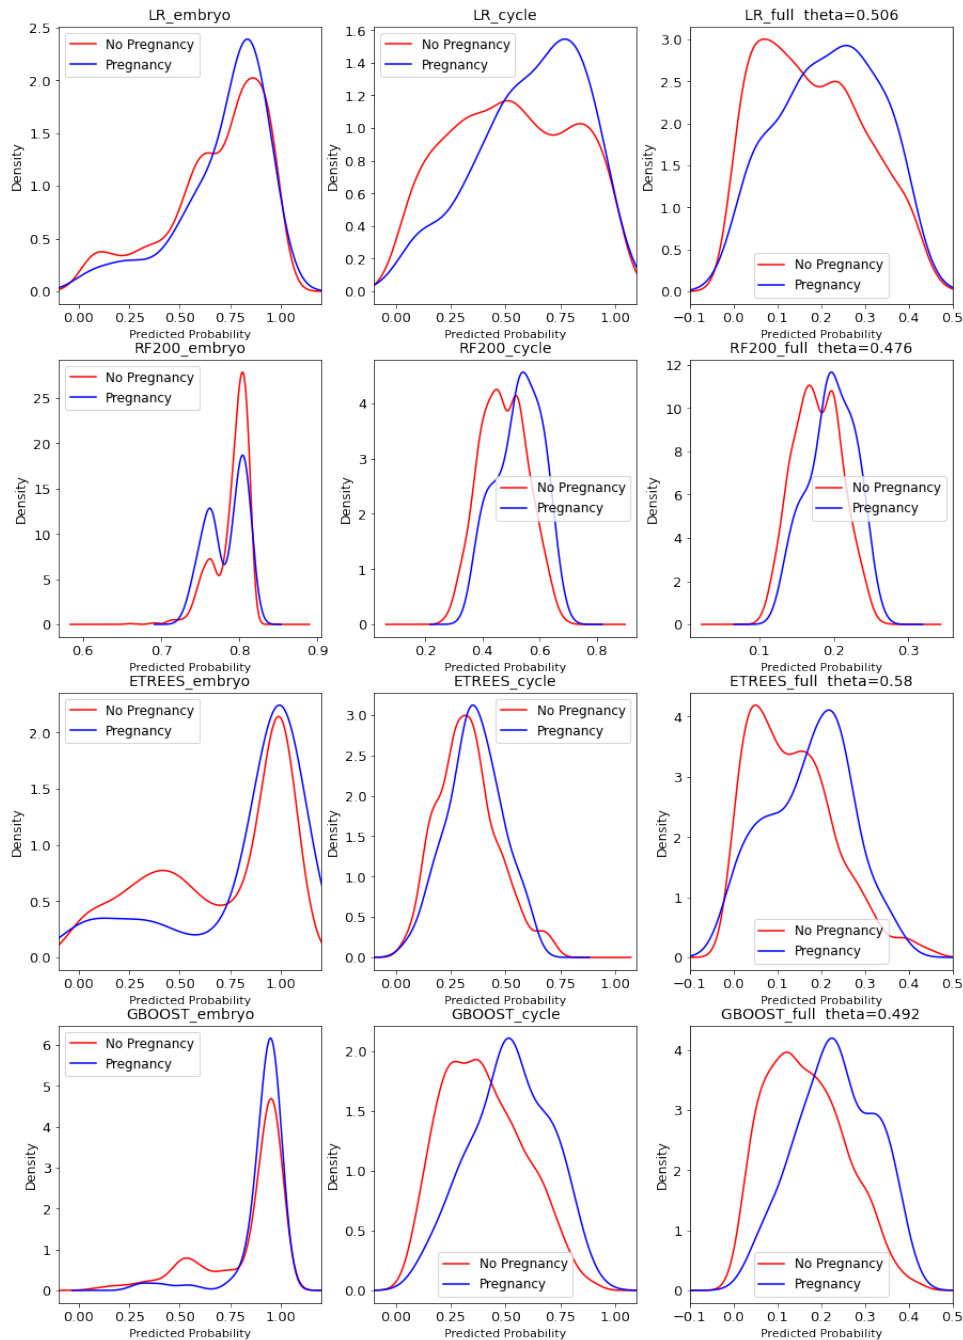 LR_embryo
2.5
2.0
1.5
1.0
0.5
0.0
Density
No Pregnancy
Pregnancy
0.00 0.25 0.50 0.75 1.00
Predicted Probability
LR_cycle
1.6
1.4
1.2
1.0
0.8
0.6
0.4
0.2
0.0
Density
No Pregnancy
Pregnancy
0.00 0.25 0.50 0.75 1.00
Predicted Probability
LR_full theta=0.506
3.0
2.5
2.0
1.5
1.0
0.5
0.0
Density
No Pregnancy
Pregnancy
−0.1 0.0 0.1 0.2 0.3 0.4 0.5
Predicted Probability
RF200_embryo
25
20
15
10
5
0
Density
No Pregnancy
Pregnancy
0.6 0.7 0.8 0.9
Predicted Probability
RF200_cycle
4
3
2
1
0
Density
No Pregnancy
Pregnancy
0.2 0.4 0.6 0.8
Predicted Probability
RF200_full theta=0.476
12
10
8
6
4
2
0
Density
No Pregnancy
Pregnancy
0.1 0.2 0.3
Predicted Probability
ETREES_embryo
2.0
1.5
1.0
0.5
0.0
Density
No Pregnancy
Pregnancy
0.00 0.25 0.50 0.75 1.00
Predicted Probability
ETREES_cycle
3.0
2.5
2.0
1.5
1.0
0.5
0.0
Density
No Pregnancy
Pregnancy
0.00 0.25 0.50 0.75 1.00
Predicted Probability
ETREES_full theta=0.58
4
3
2
1
0
Density
No Pregnancy
Pregnancy
−0.1 0.0 0.1 0.2 0.3 0.4 0.5
Predicted Probability
GBOOST_embryo
6
5
4
3
2
1
0
Density
No Pregnancy
Pregnancy
0.00 0.25 0.50 0.75 1.00
Predicted Probability
GBOOST_cycle
2.0
1.5
1.0
0.5
0.0
Density
No Pregnancy
Pregnancy
0.00 0.25 0.50 0.75 1.00
Predicted Probability
GBOOST_full theta=0.492
4
3
2
1
0
Density
No Pregnancy
Pregnancy
−0.1 0.0 0.1 0.2 0.3 0.4 0.5
Predicted Probability